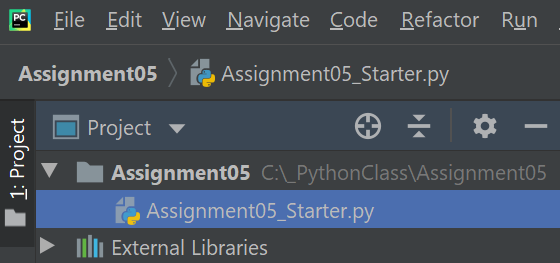 PC File Edit View Navigate Code Refactor Run
Assignment05 Assignment05_Starter.py
1: Project
Project
Assignment05 C:\_PythonClass\Assignment05
Assignment05_Starter.py
External Libraries